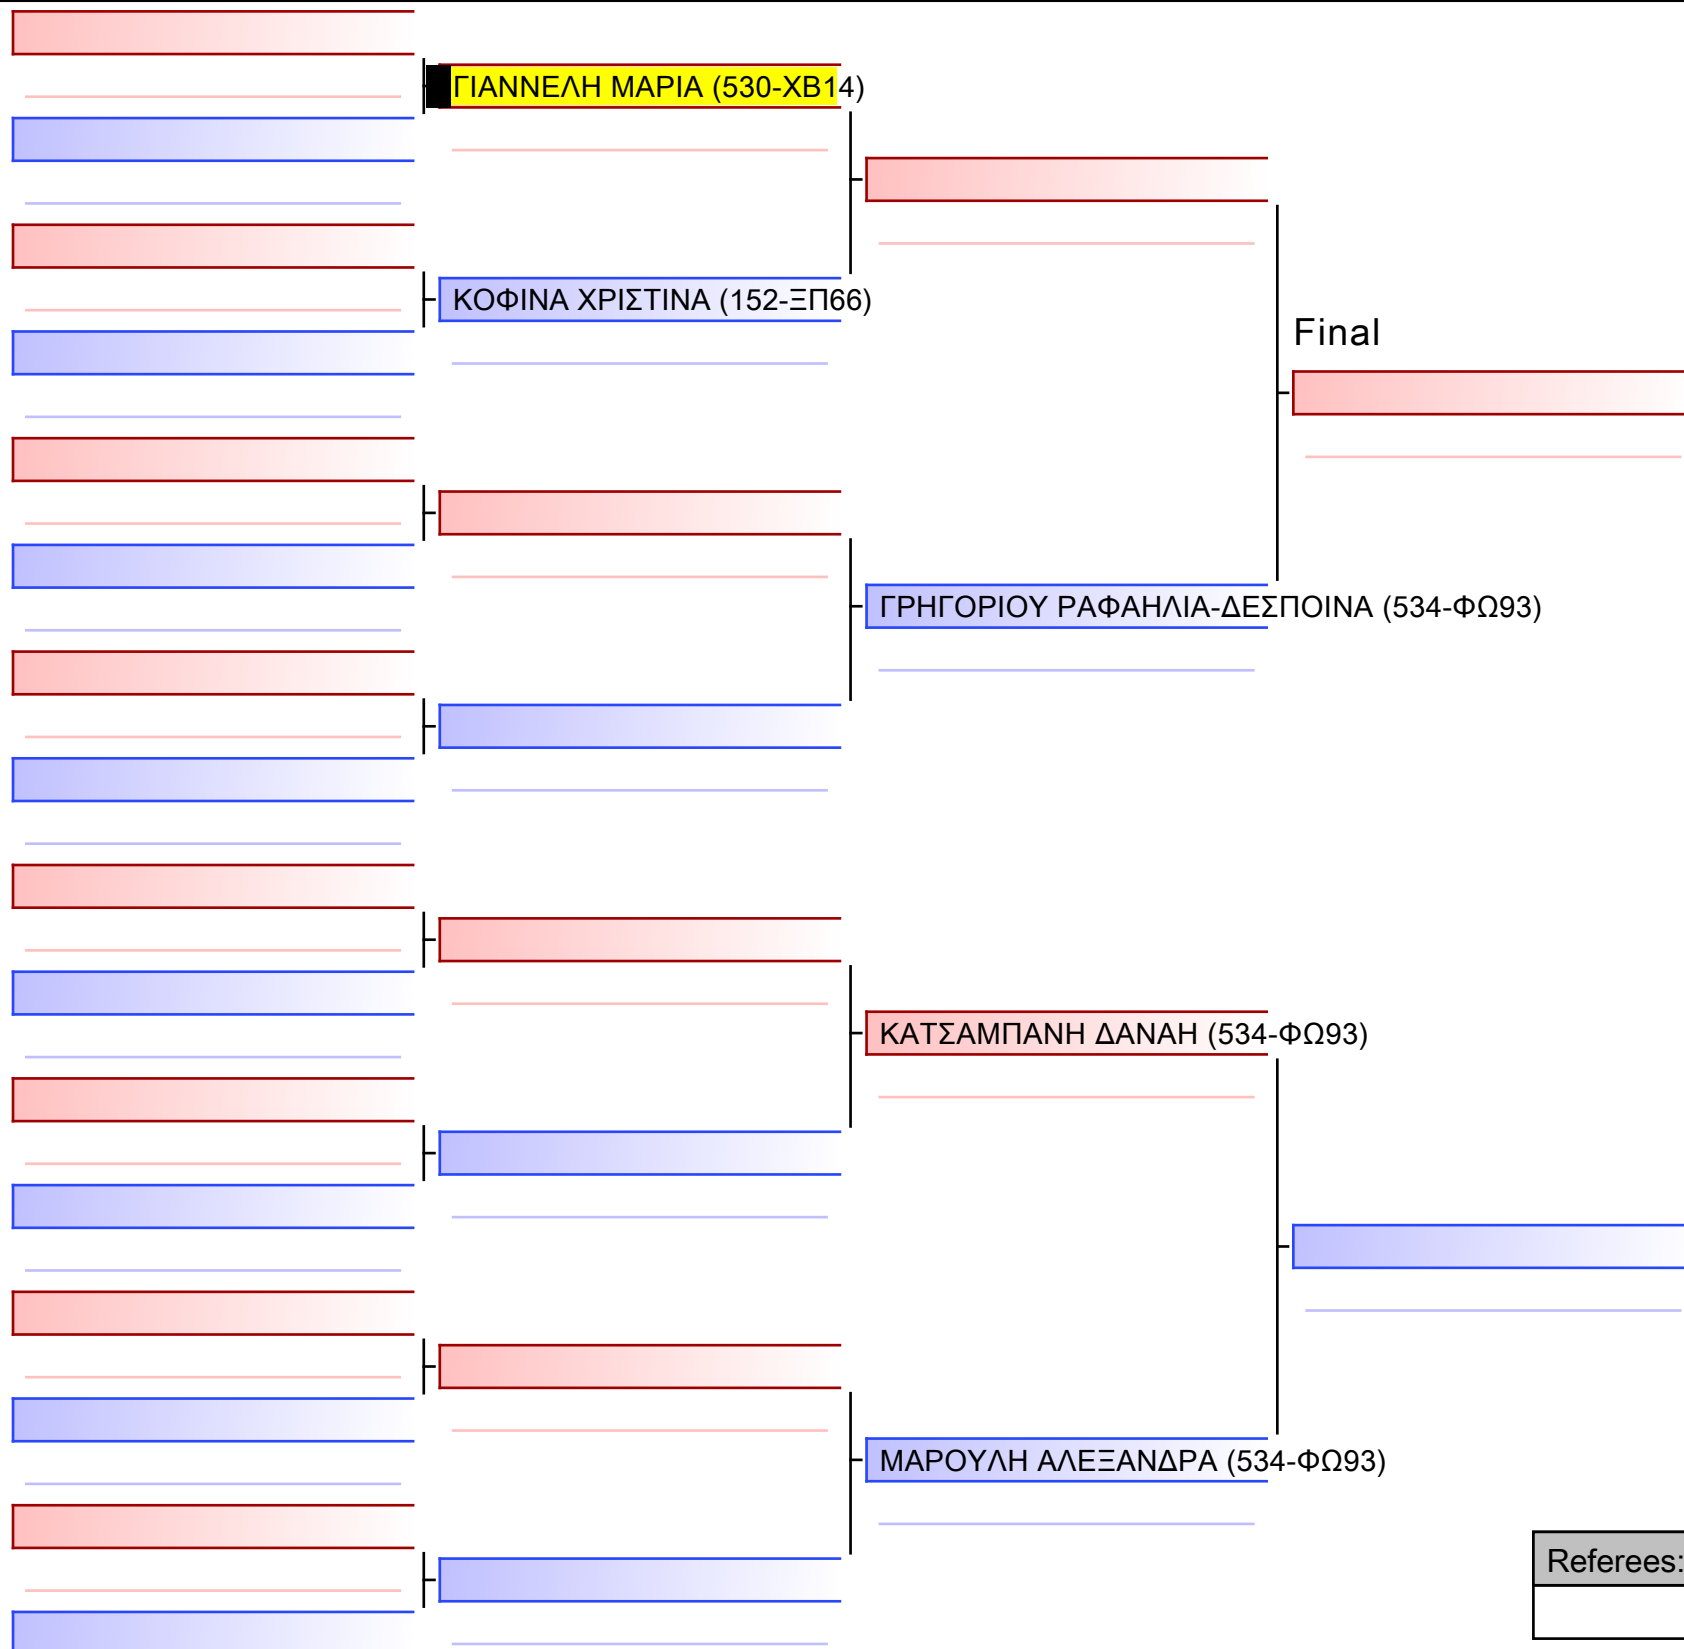 ΓΙΑΝΝΕΛΗ ΜΑΡΙΑ (530-ΧΒ14)
ΚΟΦΙΝΑ ΧΡΙΣΤΙΝΑ (152-ΞΠ66)
Final
ΓΡΗΓΟΡΙΟΥ ΡΑΦΑΗΛΙΑ-ΔΕΣΠΟΙΝΑ (534-ΦΩ93)
ΚΑΤΣΑΜΠΑΝΗ ΔΑΝΑΗ (534-ΦΩ93)
ΜΑΡΟΥΛΗ ΑΛΕΞΑΝΔΡΑ (534-ΦΩ93)
Referees: